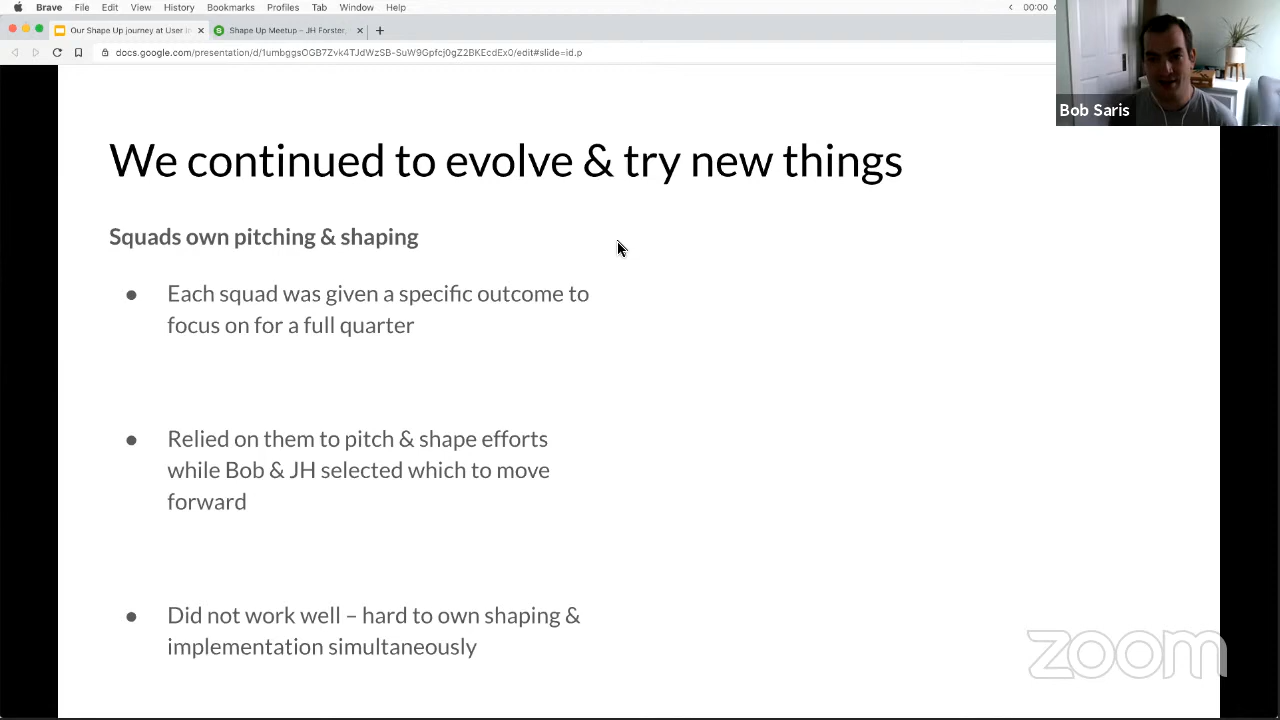 Brave File Edit View History Bookmarks Profiles Tab Window Help 00:00
Our Shape Up journey at User In
Shape Up Meetup – JH Forster,
docs.google.com/presentation/d/1umbggsOGB7Zvk4TJdWzSB-SuW9Gpfcj0gZ2BKEcdEx0/edit#slide=id.p
Bob Saris
We continued to evolve & try new things
Squads own pitching & shaping
● Each squad was given a specific outcome to
focus on for a full quarter
● Relied on them to pitch & shape efforts
while Bob & JH selected which to move
forward
● Did not work well – hard to own shaping &
implementation simultaneously
zoom